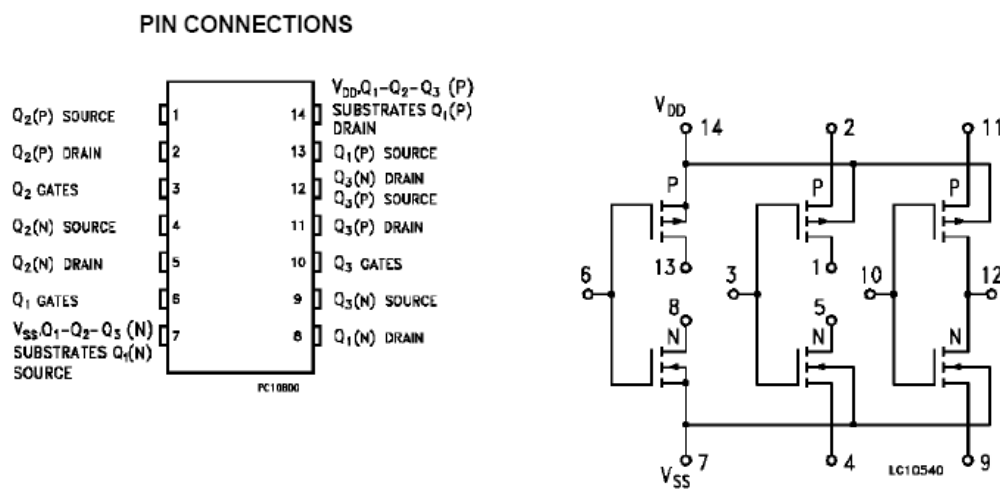 PIN CONNECTIONS
Q2(P) SOURCE
Q2(P) DRAIN
Q2 GATES
Q2(N) SOURCE
Q2(N) DRAIN
Q1 GATES
VSS,Q1-Q2-Q3 (N)
SUBSTRATES Q1(N)
SOURCE
1
2
3
4
5
6
7
14
13
12
11
10
9
8
VDD,Q1-Q2-Q3 (P)
SUBSTRATES Q1(P)
DRAIN
Q1(P) SOURCE
Q3(N) DRAIN
Q3(P) SOURCE
Q3(P) DRAIN
Q3 GATES
Q3(N) SOURCE
Q1(N) DRAIN
PC10800
VDD
14
2
11
P
P
P
13
1
6
3
10
12
8
5
N
N
N
VSS
7
4
9
LC10540